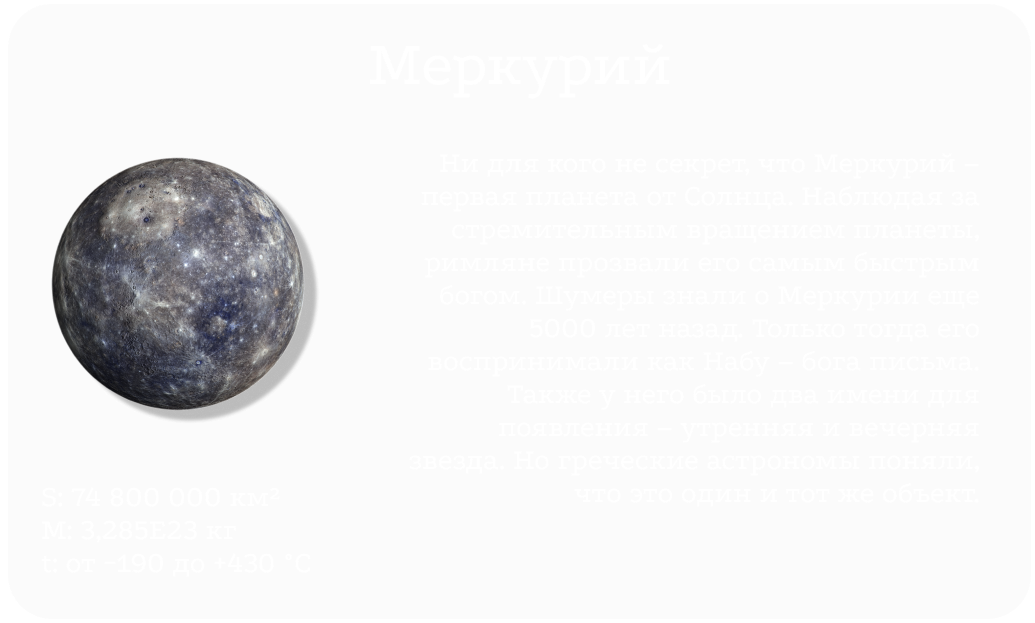 Меркурий
Ни для кого не секрет, что Меркурий –
первая планета от Солнца. Наблюдая за
стремительным вращением планеты,
римляне прозвали его самым быстрым
богом. Шумеры знали о Меркурии еще
5000 лет назад. Только тогда его
воспринимали как Набу – бога письма.
Также у него было два имени для
появления – утренняя и вечерняя
звезда. Но греческие астрономы поняли,
что это один и тот же объект.
S: 74 800 000 км²
M: 3,285E23 кг
t: от −190 до +430 °C